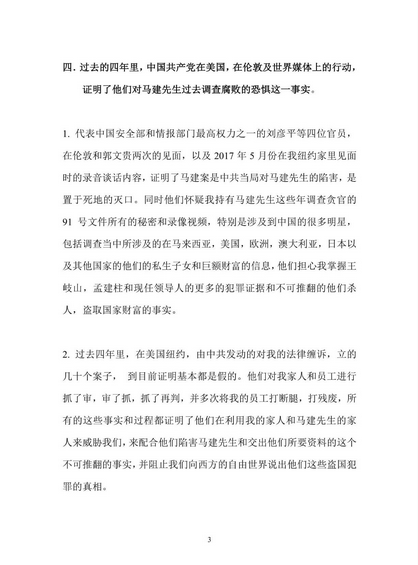 四．过去的四年里，中国共产党在美国，在伦敦及世界媒体上的行动，
证明了他们对马建先生过去调查腐败的恐惧这一事实。
1. 代表中国安全部和情报部门最高权力之一的刘彦平等四位官员，
在伦敦和郭文贵两次的见面，以及 2017 年 5 月份在我纽约家里见面
时的录音谈话内容，证明了马建案是中共当局对马建先生的陷害，是
置于死地的灭口。同时他们怀疑我持有马建先生这些年调查贪官的
91 号文件所有的秘密和录像视频，特别是涉及到中国的很多明星，
包括调查当中所涉及的在马来西亚，美国，欧洲，澳大利亚，日本以
及其他国家的他们的私生子女和巨额财富的信息，他们担心我掌握王
岐山，孟建柱和现任领导人的更多的犯罪证据和不可推翻的他们杀
人，盗取国家财富的事实。
2. 过去四年里，在美国纽约，由中共发动的对我的法律缠诉，立的
几十个案子， 到目前证明基本都是假的。他们对我家人和员工进行
抓了审，审了抓，抓了再判，并多次将我的员工打断腿，打残废，所
有的这些事实和过程都证明了他们在利用我的家人和马建先生的家
人来威胁我们，来配合他们陷害马建先生和交出他们所要资料的这个
不可推翻的事实，并阻止我们向西方的自由世界说出他们这些盗国犯
罪的真相。
3